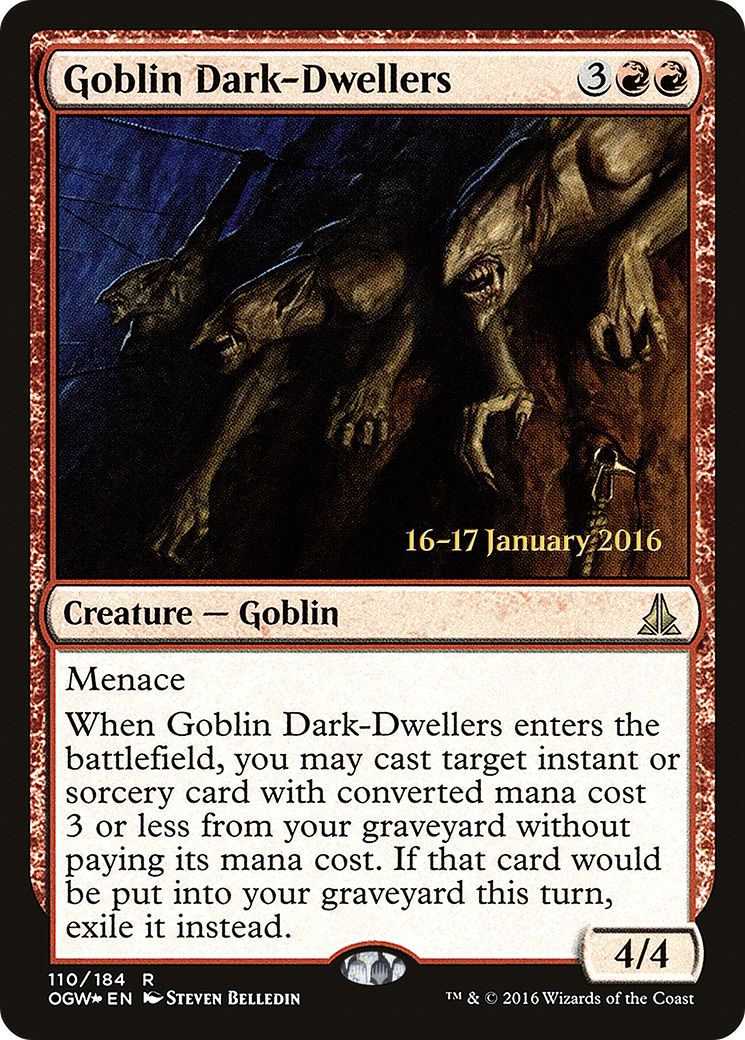 Goblin Dark-Dwellers 3
16–17 January 2016
Creature — Goblin
Menace
When Goblin Dark-Dwellers enters the
battlefield, you may cast target instant or
sorcery card with converted mana cost
3 or less from your graveyard without
paying its mana cost. If that card would
be put into your graveyard this turn,
exile it instead.
4/4
110/184 R
OGW★EN Steven Belledin
™ & © 2016 Wizards of the Coast